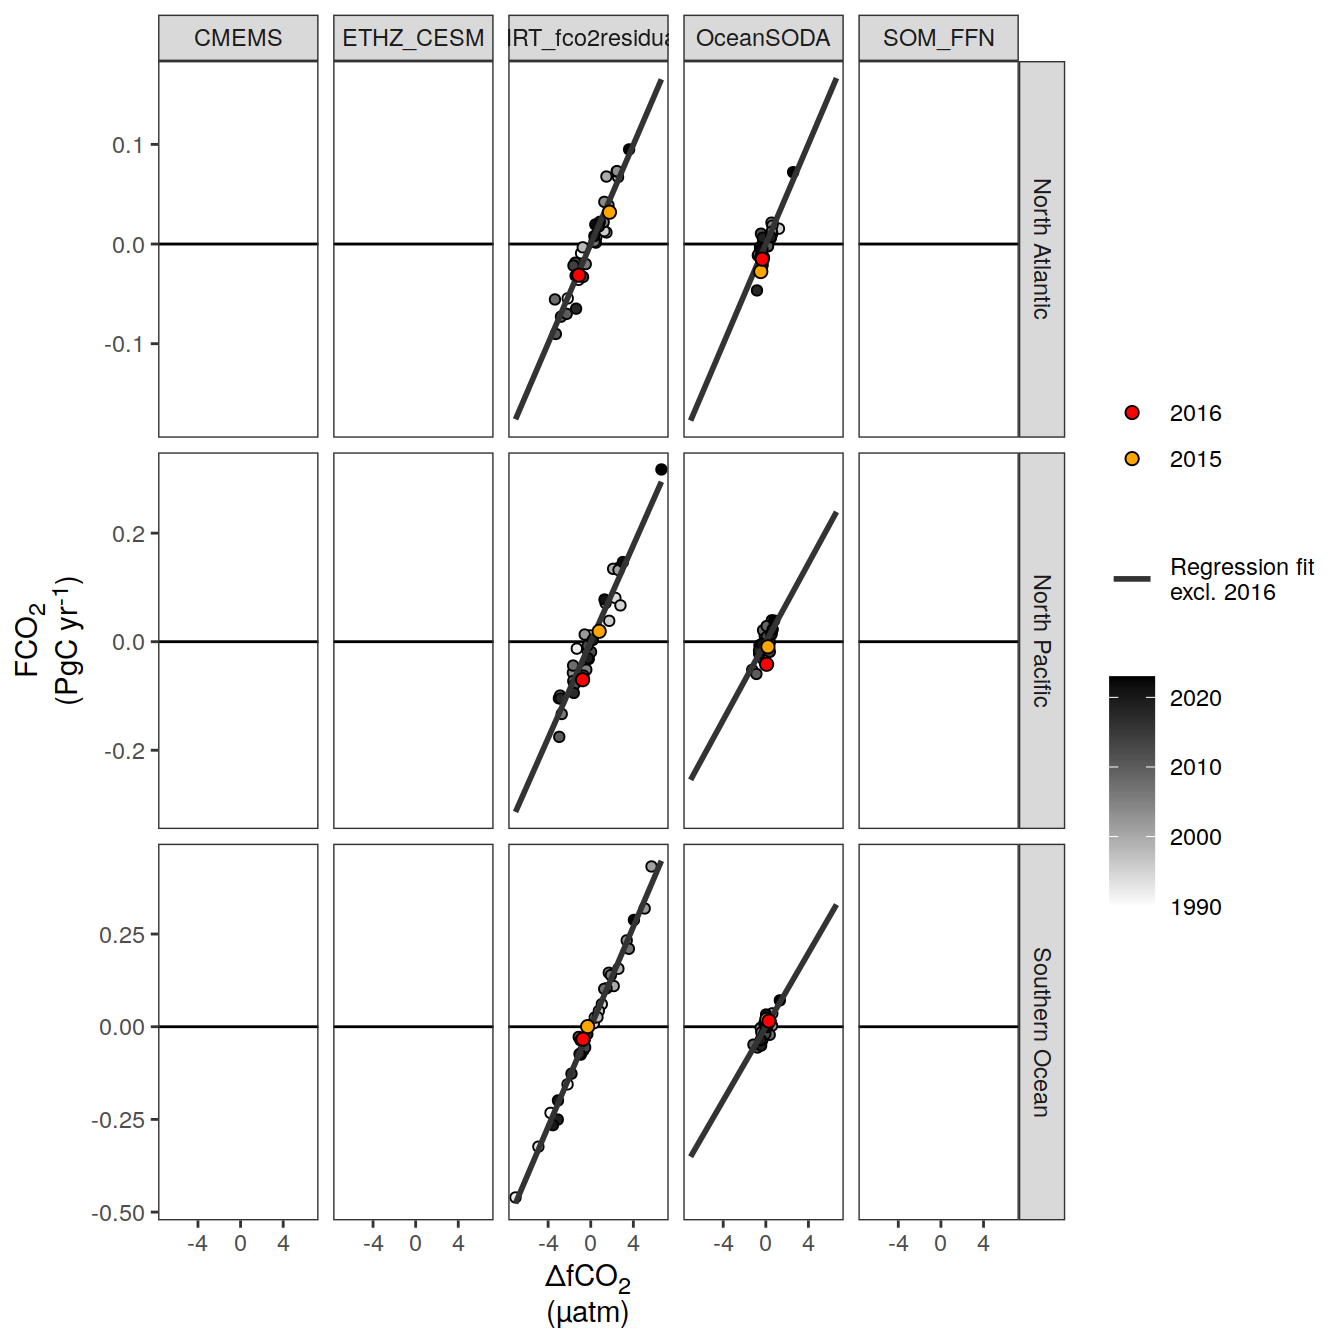 CMEMS ETHZ_CESM IRT_fco2residua OceanSODA SOM_FFN
0.1
0.0
-0.1
North Atlantic
0.2
0.0
-0.2
North Pacific
0.25
0.00
-0.25
-0.50
Southern Ocean
FCO2
(PgC yr-1)
-4 0 4 -4 0 4 -4 0 4 -4 0 4 -4 0 4
ΔfCO2
(µatm)
2016
2015
Regression fit
excl. 2016
2020
2010
2000
1990